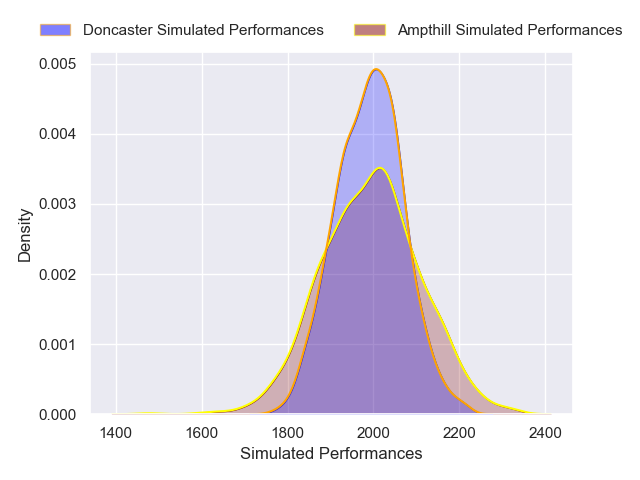 Doncaster Simulated Performances Ampthill Simulated Performances
0.005
0.004
0.003
0.002
0.001
0.000
Density
1400 1600 1800 2000 2200 2400
Simulated Performances